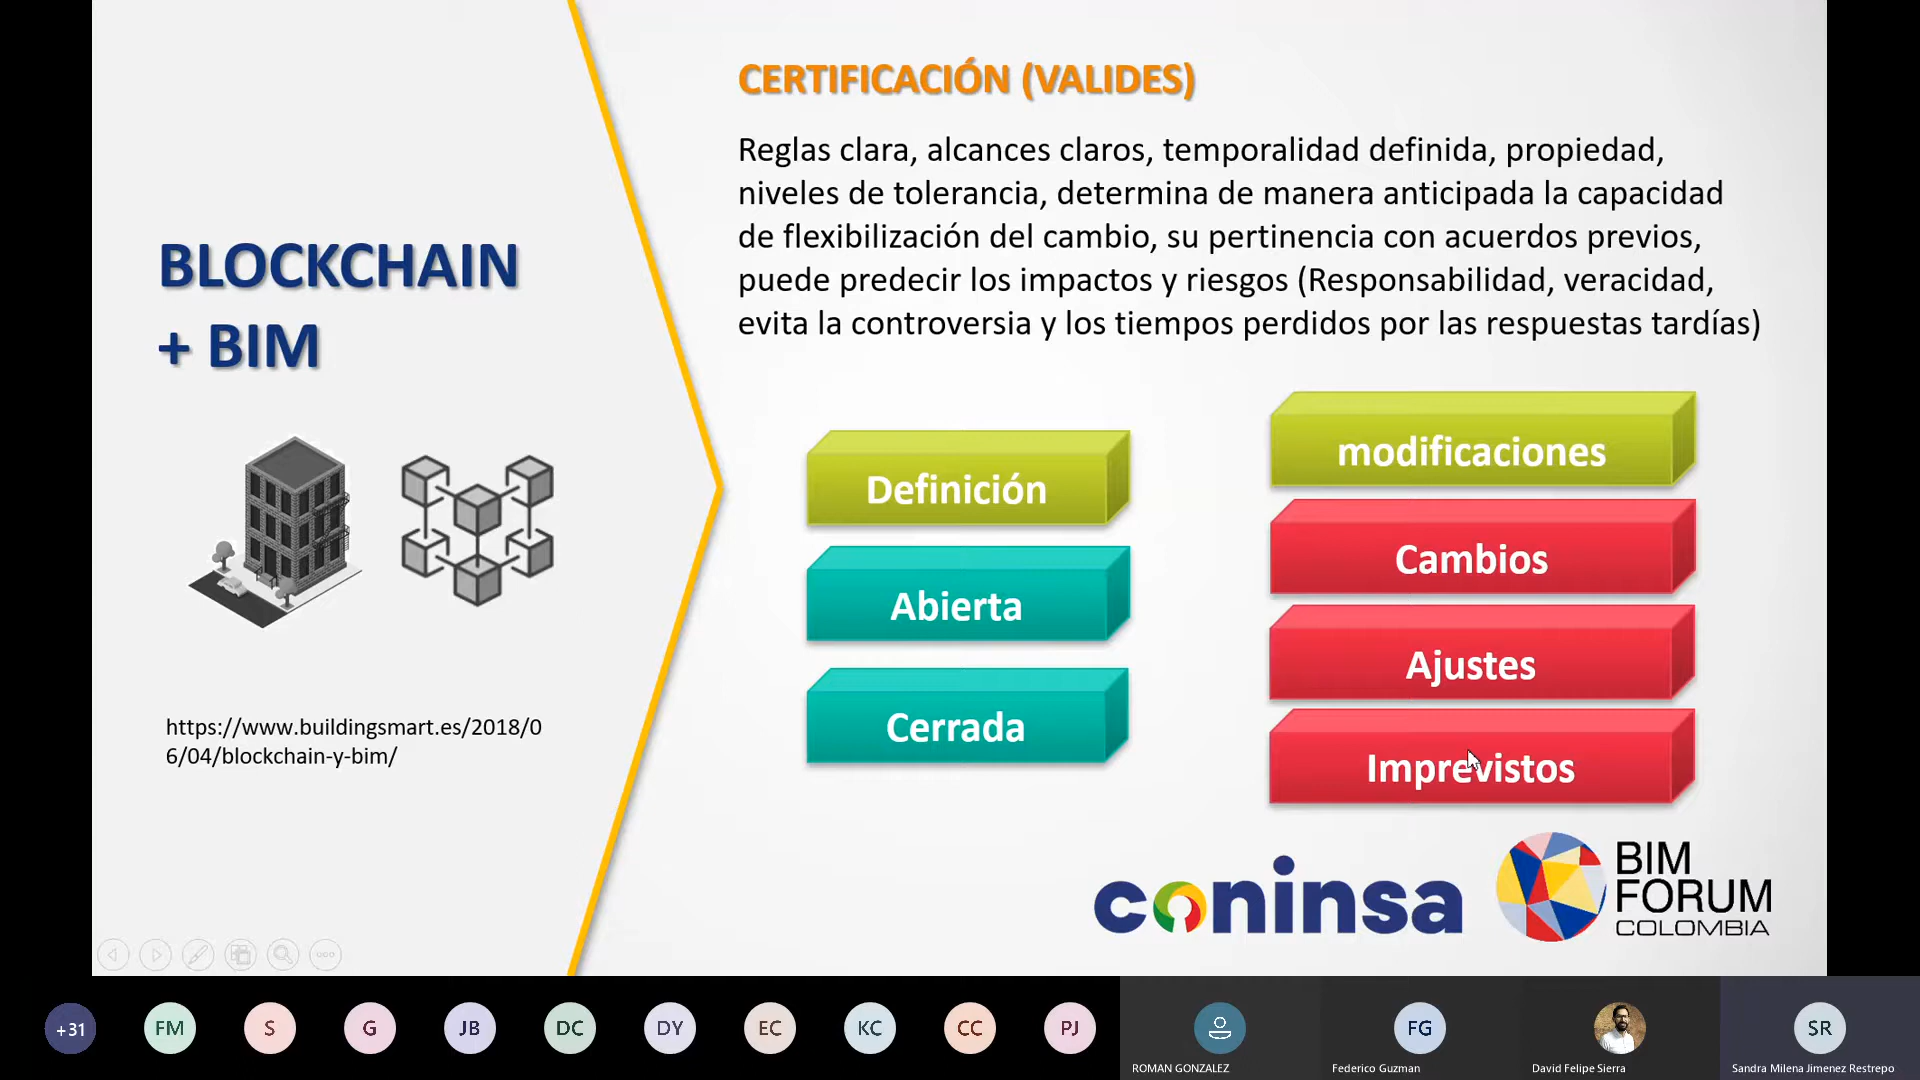 BLOCKCHAIN
+ BIM
https://www.buildingsmart.es/2018/0
6/04/blockchain-y-bim/
CERTIFICACIÓN (VALIDES)
Reglas clara, alcances claros, temporalidad definida, propiedad,
niveles de tolerancia, determina de manera anticipada la capacidad
de flexibilización del cambio, su pertinencia con acuerdos previos,
puede predecir los impactos y riesgos (Responsabilidad, veracidad,
evita la controversia y los tiempos perdidos por las respuestas tardías)
Definición
Abierta
Cerrada
modificaciones
Cambios
Ajustes
Imprevistos
coninsa
BIM
FORUM
COLOMBIA
+31
FM
S
G
JB
DC
DY
EC
KC
CC
PJ
ROMAN GONZALEZ
FG
Federico Guzman
David Felipe Sierra
SR
Sandra Milena Jimenez Restrepo